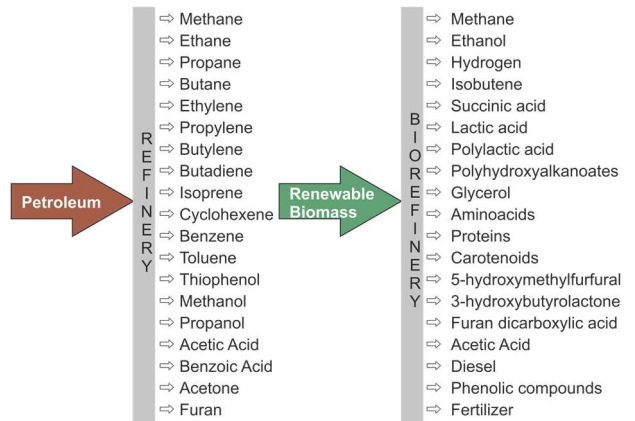 Petroleum
REFINERY
Methane
Ethane
Propane
Butane
Ethylene
Propylene
Butylene
Butadiene
Isoprene
Cyclohexene
Benzene
Toluene
Thiophenol
Methanol
Propanol
Acetic Acid
Benzoic Acid
Acetone
Furan
Renewable
Biomass
BIOREFINERY
Methane
Ethanol
Hydrogen
Isobutene
Succinic acid
Lactic acid
Polylactic acid
Polyhydroxyalkanoates
Glycerol
Aminoacids
Proteins
Carotenoids
5-hydroxymethylfurfural
3-hydroxybutyrolactone
Furan dicarboxylic acid
Acetic Acid
Diesel
Phenolic compounds
Fertilizer